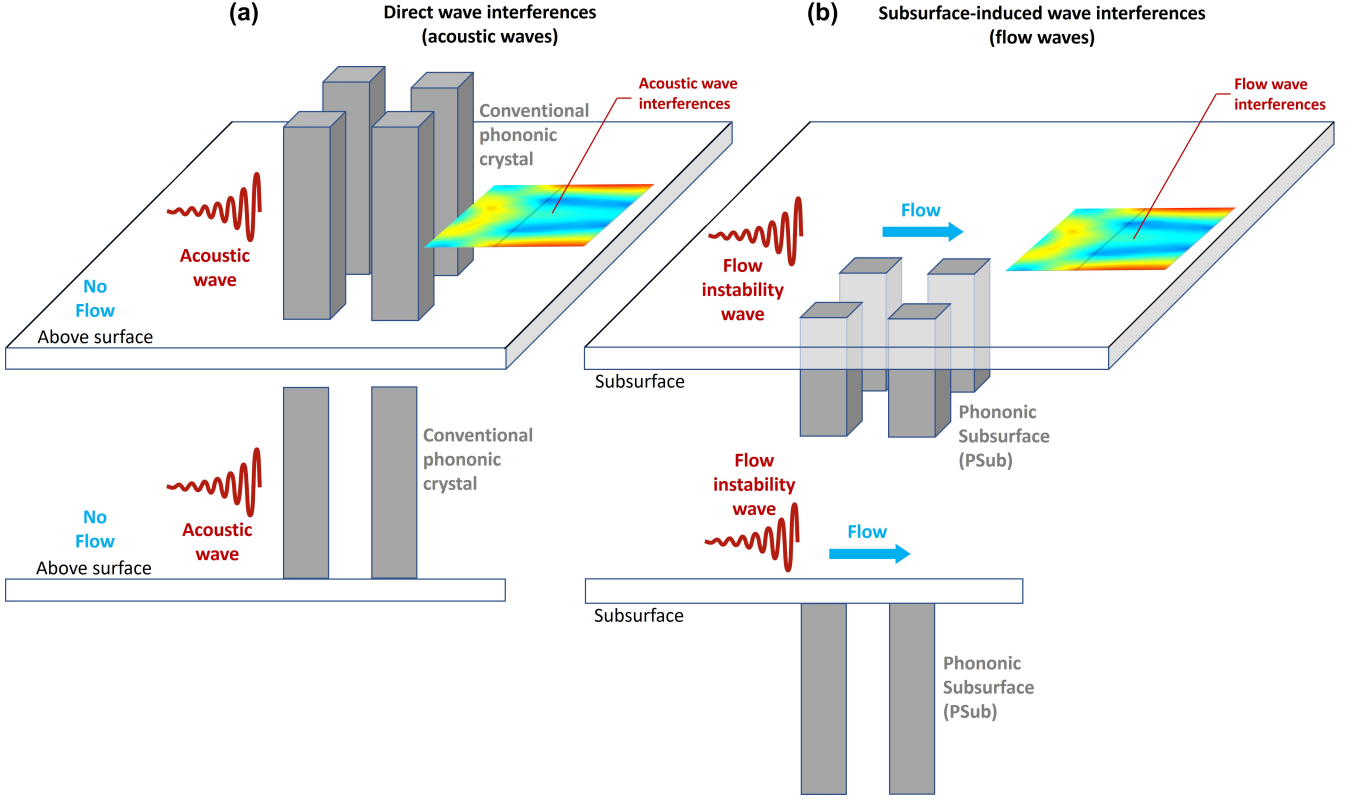 (a)
Direct wave interferences
(acoustic waves)
Acoustic wave
interferences
Conventional
phononic
crystal
Acoustic
wave
No
Flow
Above surface
Conventional
phononic
crystal
Acoustic
wave
No
Flow
Above surface
(b)
Subsurface-induced wave interferences
(flow waves)
Flow wave
interferences
Flow
Flow
instability
wave
Subsurface
Phononic
Subsurface
(PSub)
Flow
instability
wave
Flow
Subsurface
Phononic
Subsurface
(PSub)